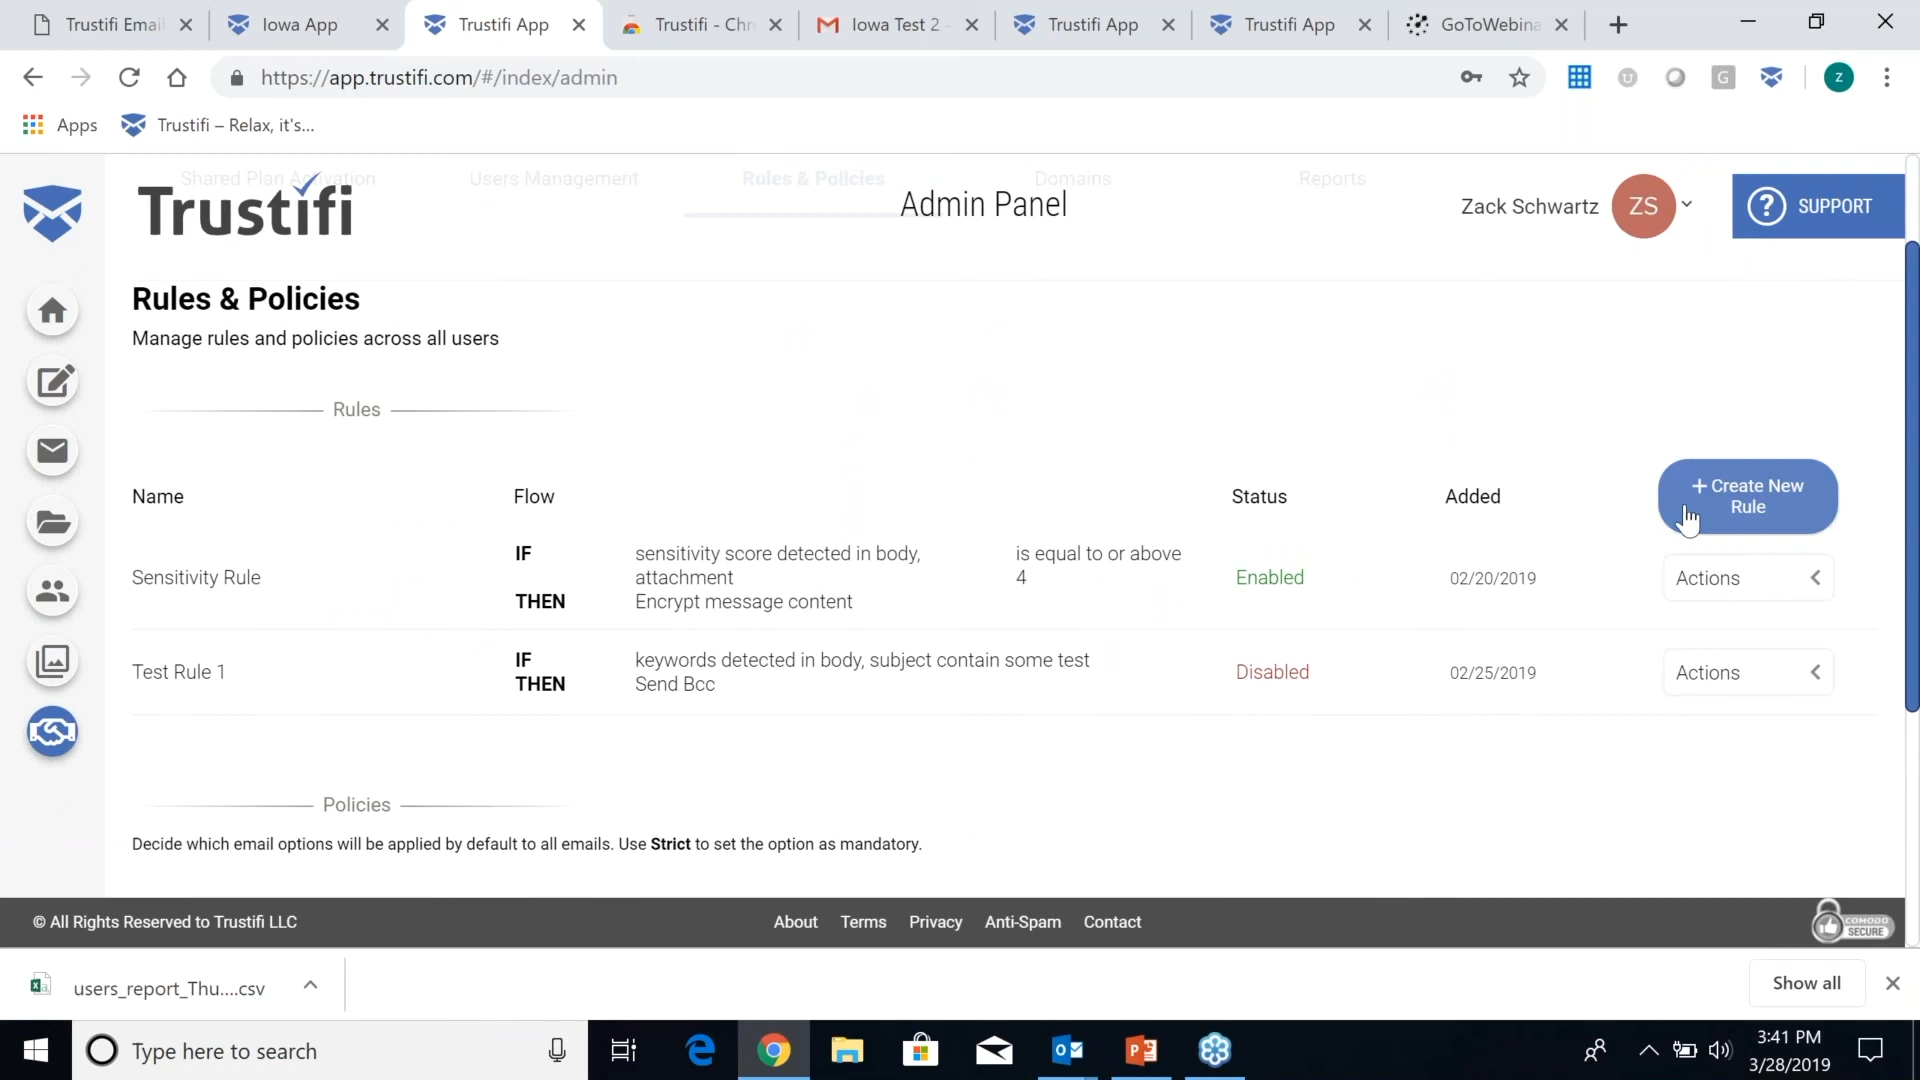 Trustifi Email
Iowa App
Trustifi App
Trustifi - Chr
Iowa Test 2 -
Trustifi App
Trustifi App
GoToWebina
https://app.trustifi.com/#/index/admin
G
Z
Apps
Trustifi – Relax, it's...
Shared Plan Activation
Users Management
Rules & Policies
Domains
Reports
Trustifi
Admin Panel
Zack Schwartz
ZS
? SUPPORT
Rules & Policies
Manage rules and policies across all users
Rules
Name
Flow
Status
Added
+ Create New
Rule
Sensitivity Rule
IF
sensitivity score detected in body,
attachment
is equal to or above
4
THEN
Encrypt message content
Enabled
02/20/2019
Actions
Test Rule 1
IF
keywords detected in body, subject contain some test
THEN
Send Bcc
Disabled
02/25/2019
Actions
Policies
Decide which email options will be applied by default to all emails. Use Strict to set the option as mandatory.
© All Rights Reserved to Trustifi LLC
About
Terms
Privacy
Anti-Spam
Contact
COMODO
SECURE
users_report_Thu....csv
Show all
Type here to search
3:41 PM
3/28/2019